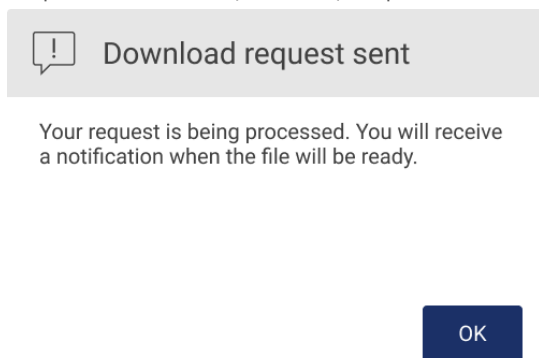 !
Download request sent
Your request is being processed. You will receive
a notification when the file will be ready.
OK